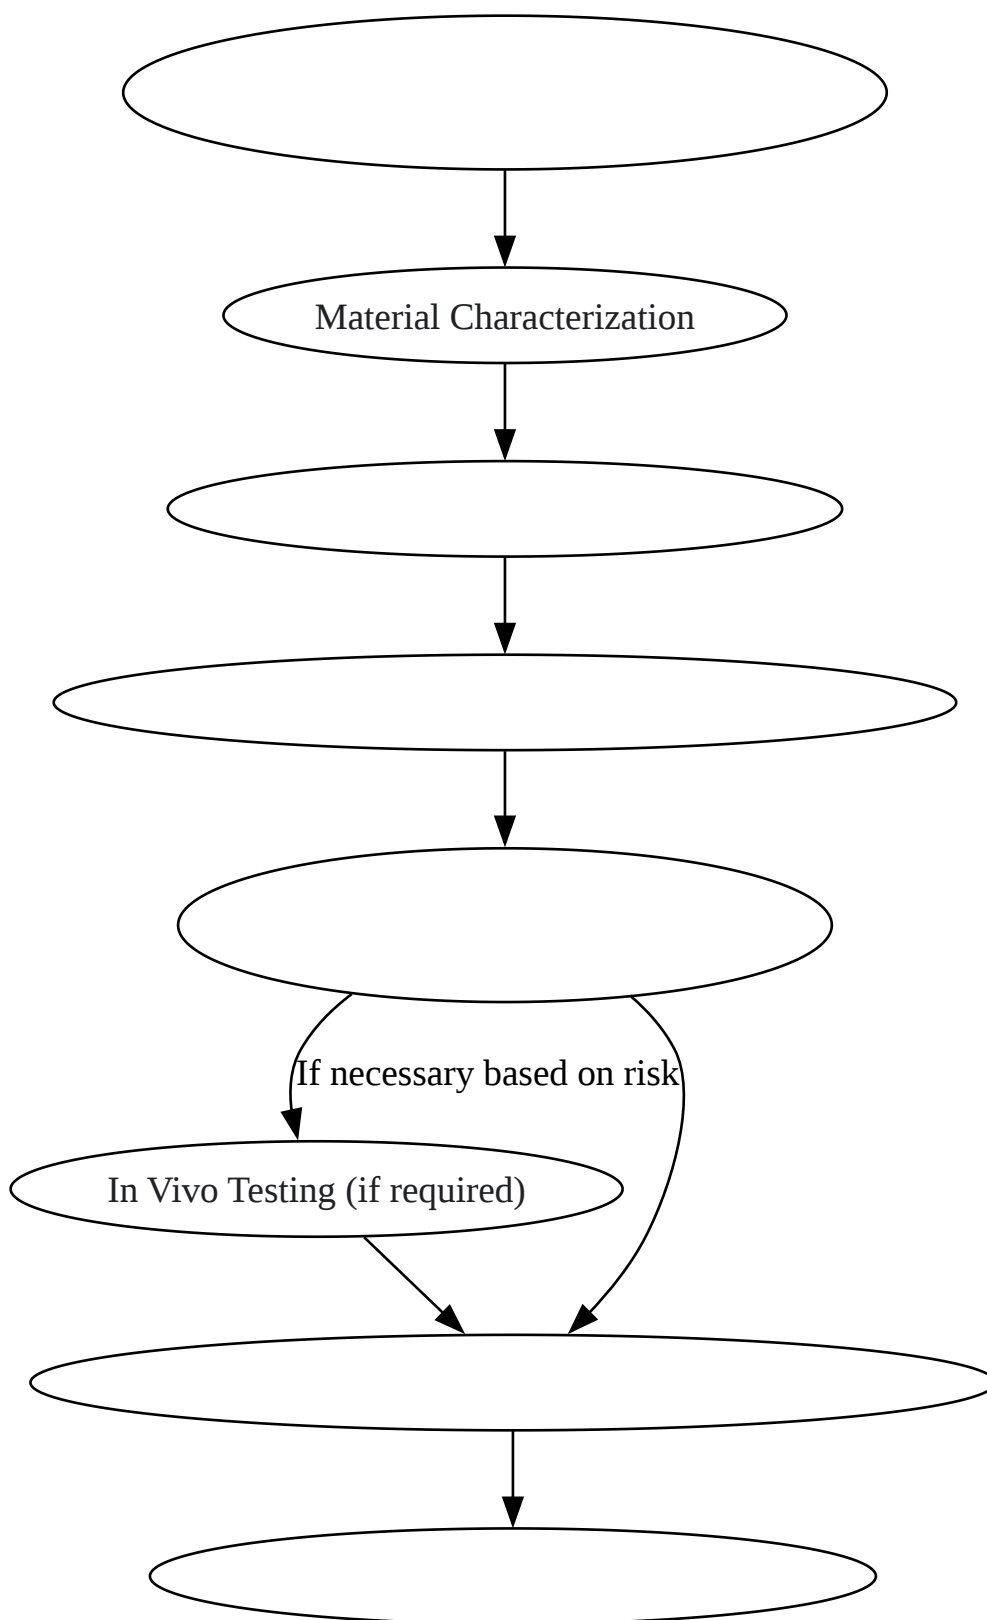 Material Characterization
If necessary based on risk
In Vivo Testing (if required)